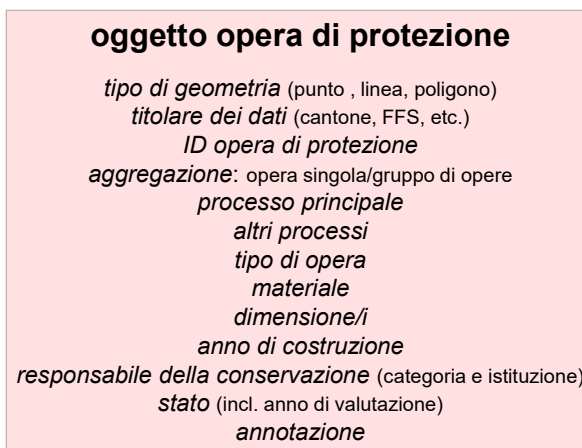 oggetto opera di protezione
tipo di geometria (punto , linea, poligono)
titolare dei dati (cantone, FFS, etc.)
ID opera di protezione
aggregazione: opera singola/gruppo di opere
processo principale
altri processi
tipo di opera
materiale
dimensione/i
anno di costruzione
responsabile della conservazione (categoria e istituzione)
stato (incl. anno di valutazione)
annotazione